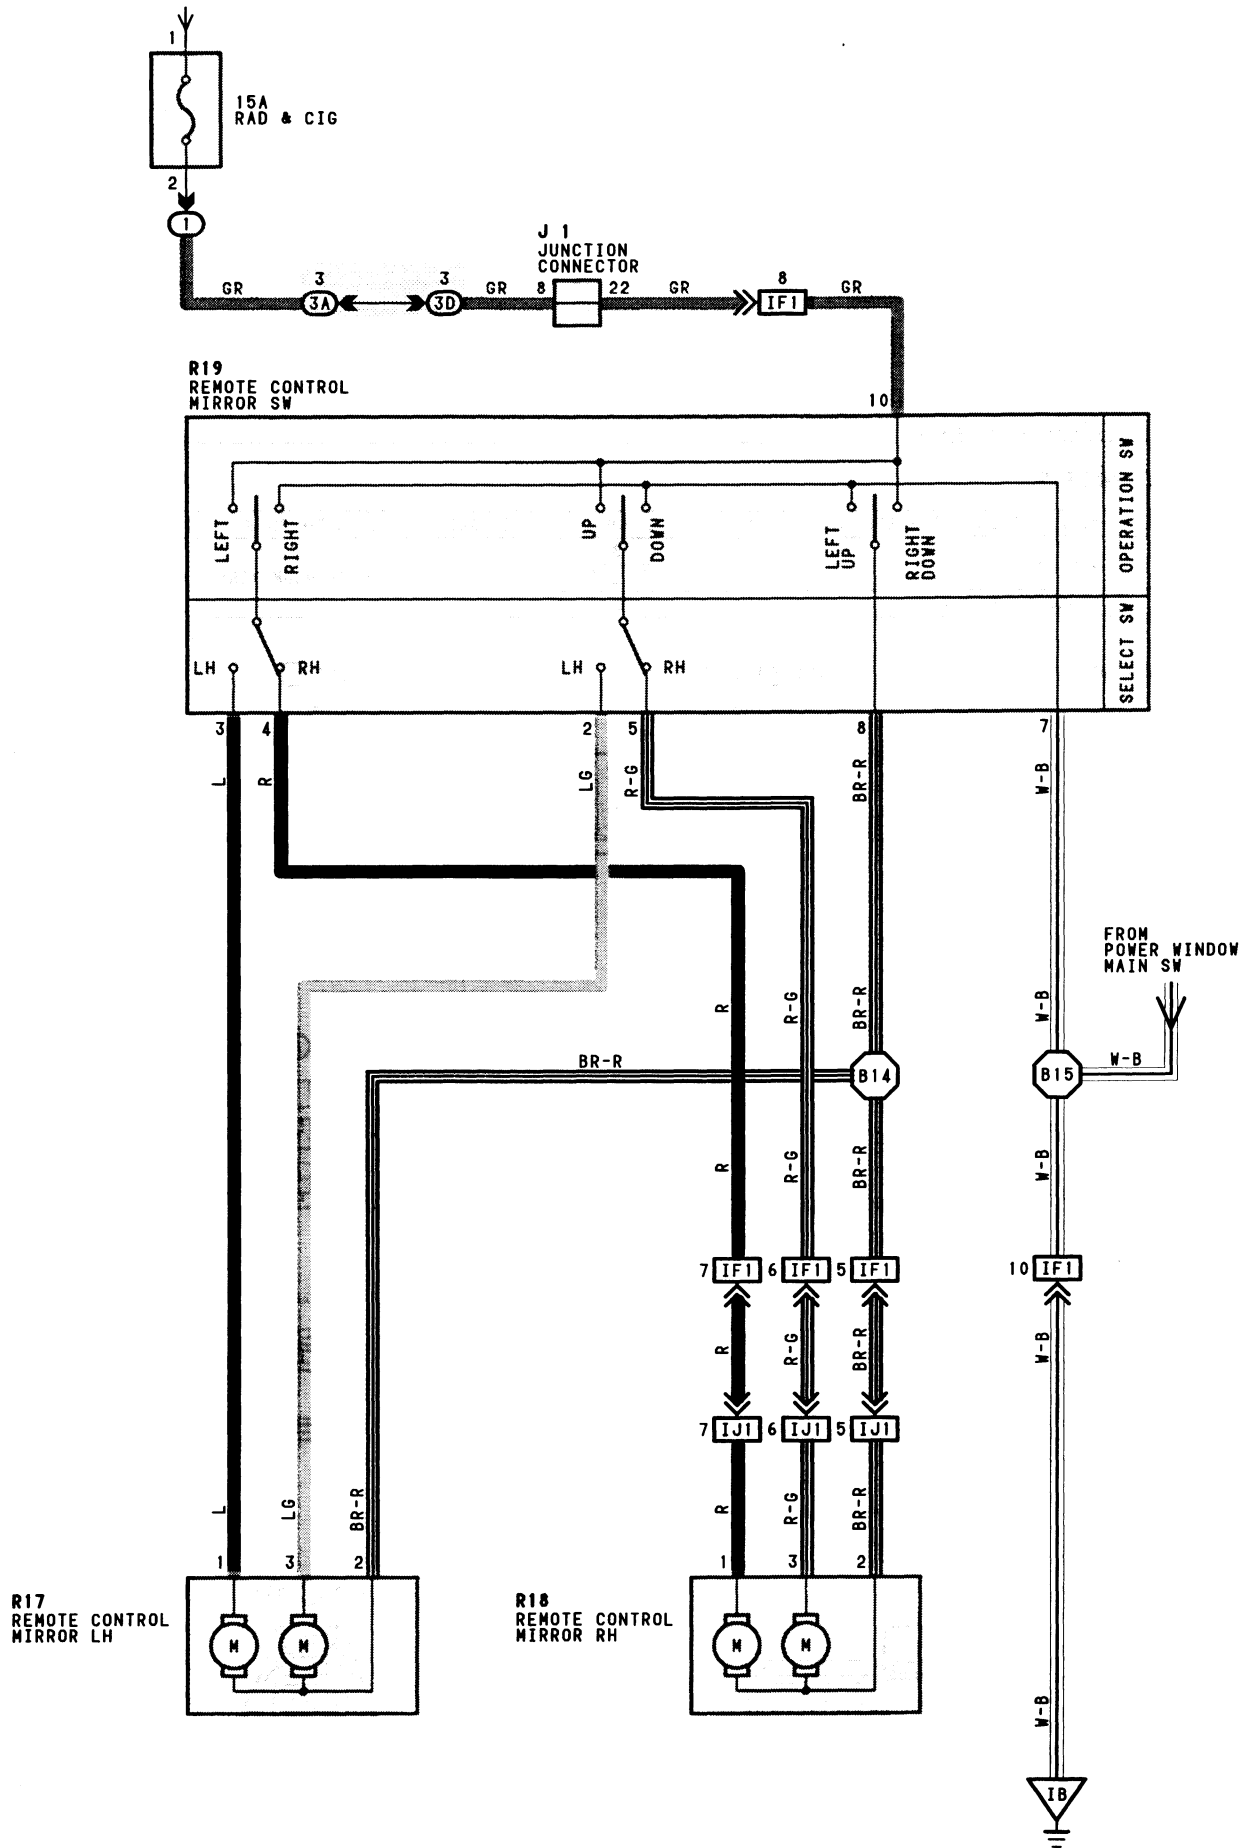 1
15A
RAD & CIG
2
1
J 1
JUNCTION
CONNECTOR
GR
3
3A
3
3D
GR
8
22
GR
8
IF1
GR
R19
REMOTE CONTROL
MIRROR SW
10
LEFT
RIGHT
UP
DOWN
LEFT
UP
RIGHT
DOWN
OPERATION SW
LH
RH
LH
RH
SELECT SW
3
4
2
5
8
7
L
R
LG
R-G
BR-R
W-B
FROM
POWER WINDOW
MAIN SW
R
R-G
BR-R
W-B
BR-R
B14
B15
W-B
R
R-G
BR-R
W-B
7 IF1
6 IF1
5 IF1
10 IF1
R
R-G
BR-R
W-B
7 IJ1
6 IJ1
5 IJ1
L
LG
BR-R
R
R-G
BR-R
1
3
2
1
3
2
R17
REMOTE CONTROL
MIRROR LH
M
M
R18
REMOTE CONTROL
MIRROR RH
M
M
W-B
IB